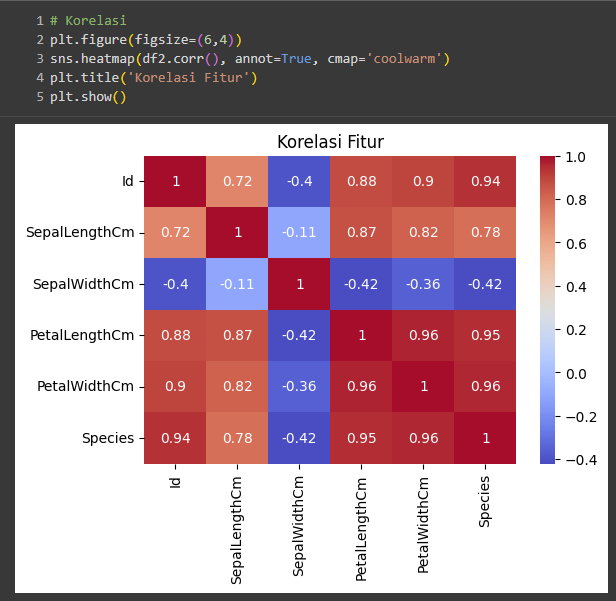 1 # Korelasi
2 plt.figure(figsize=(6,4))
3 sns.heatmap(df2.corr(), annot=True, cmap='coolwarm')
4 plt.title('Korelasi Fitur')
5 plt.show()
Korelasi Fitur
Id 1 0.72 -0.4 0.88 0.9 0.94
SepalLengthCm 0.72 1 -0.11 0.87 0.82 0.78
SepalWidthCm -0.4 -0.11 1 -0.42 -0.36 -0.42
PetalLengthCm 0.88 0.87 -0.42 1 0.96 0.95
PetalWidthCm 0.9 0.82 -0.36 0.96 1 0.96
Species 0.94 0.78 -0.42 0.95 0.96 1
Id
SepalLengthCm
SepalWidthCm
PetalLengthCm
PetalWidthCm
Species
1.0
0.8
0.6
0.4
0.2
0.0
−0.2
−0.4